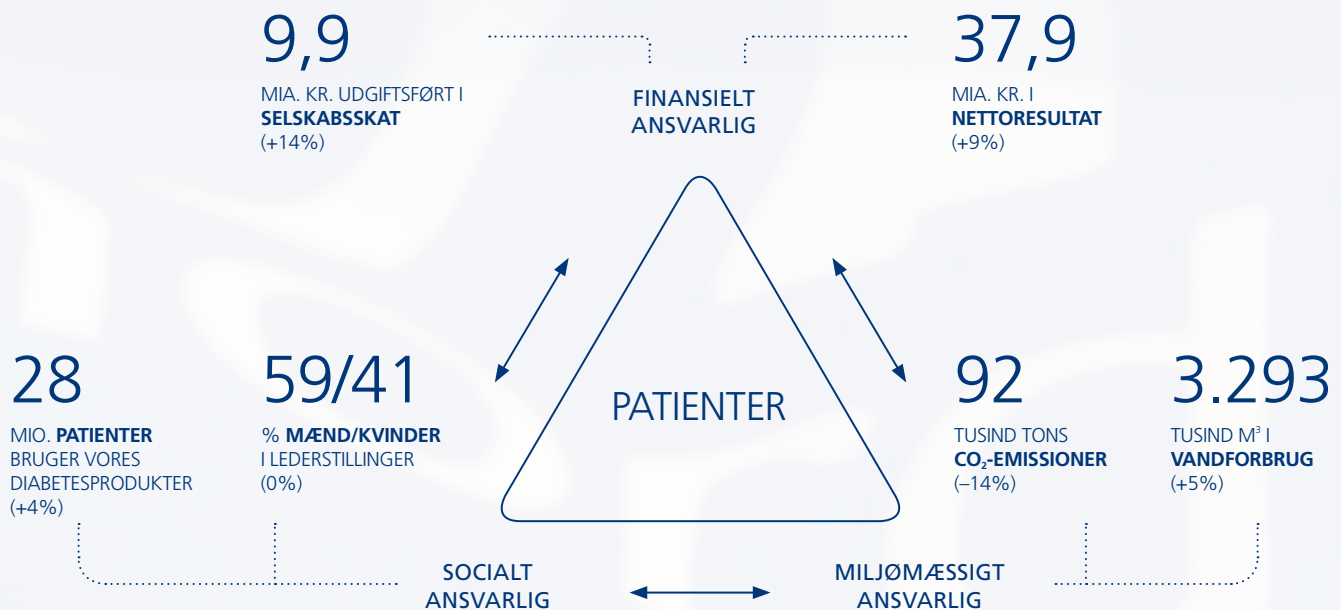 9,9
MIA. KR. UDGIFTSFØRT I
SELSKABSSKAT
(+14%)
FINANSIELT
ANSVARLIG
37,9
MIA. KR. I
NETTORESULTAT
(+9%)
28
MIO. PATIENTER
BRUGER VORES
DIABETESPRODUKTER
(+4%)
59/41
% MÆND/KVINDER
I LEDERSTILLINGER
(0%)
PATIENTER
92
TUSIND TONS
CO₂-EMISSIONER
(–14%)
3.293
TUSIND M³ I
VANDFORBRUG
(+5%)
SOCIALT
ANSVARLIG
MILJØMÆSSIGT
ANSVARLIG